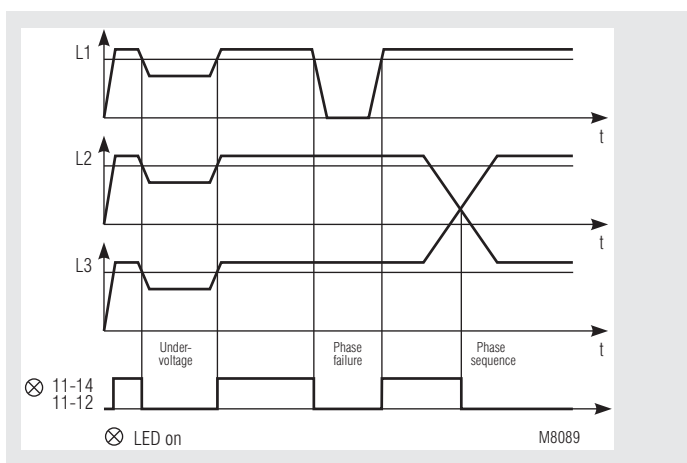 L1
t
L2
t
L3
t
Under-
voltage
Phase
failure
Phase
sequence
11-14
11-12
LED on
M8089